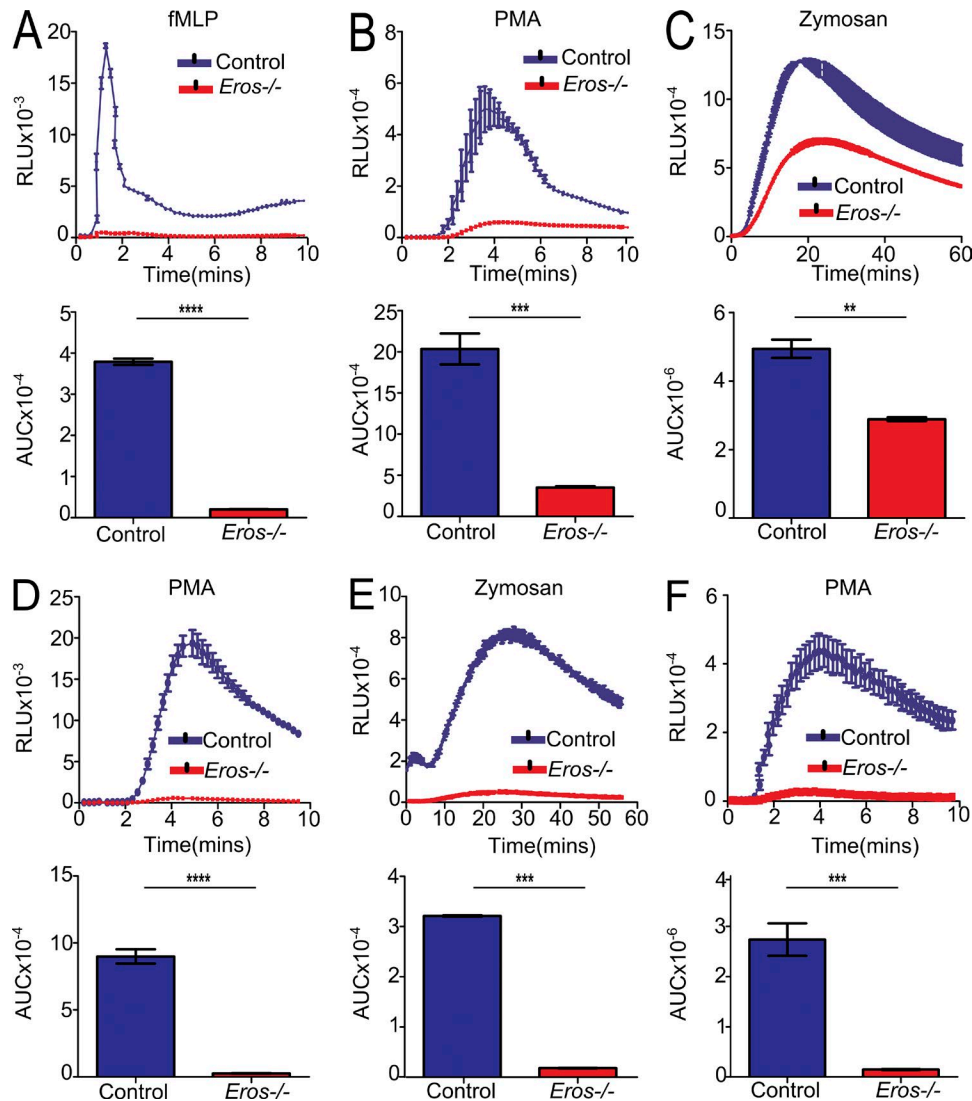 A
fMLP
RLUx10-3
20
15
10
5
0
Control
Eros-/-
0 2 4 6 8 10
Time(mins)
AUCx10-4
5
4
3
2
1
0
****
Control Eros-/-
B
PMA
RLUx10-4
8
6
4
2
0
Control
Eros-/-
0 2 4 6 8 10
Time(mins)
AUCx10-4
25
20
15
10
5
0
***
Control Eros-/-
C
Zymosan
RLUx10-4
15
10
5
0
Control
Eros-/-
0 20 40 60
Time(mins)
AUCx10-6
6
4
2
0
**
Control Eros-/-
D
PMA
RLUx10-3
25
20
15
10
5
0
Control
Eros-/-
0 2 4 6 8 10
Time(mins)
AUCx10-4
15
10
5
0
****
Control Eros-/-
E
Zymosan
RLUx10-4
10
8
6
4
2
0
Control
Eros-/-
0 10 20 30 40 50 60
Time(mins)
AUCx10-4
4
3
2
1
0
***
Control Eros-/-
F
PMA
RLUx10-4
6
4
3
2
0
Control
Eros-/-
0 2 4 6 8 10
Time(mins)
AUCx10-6
4
3
2
1
0
***
Control Eros-/-